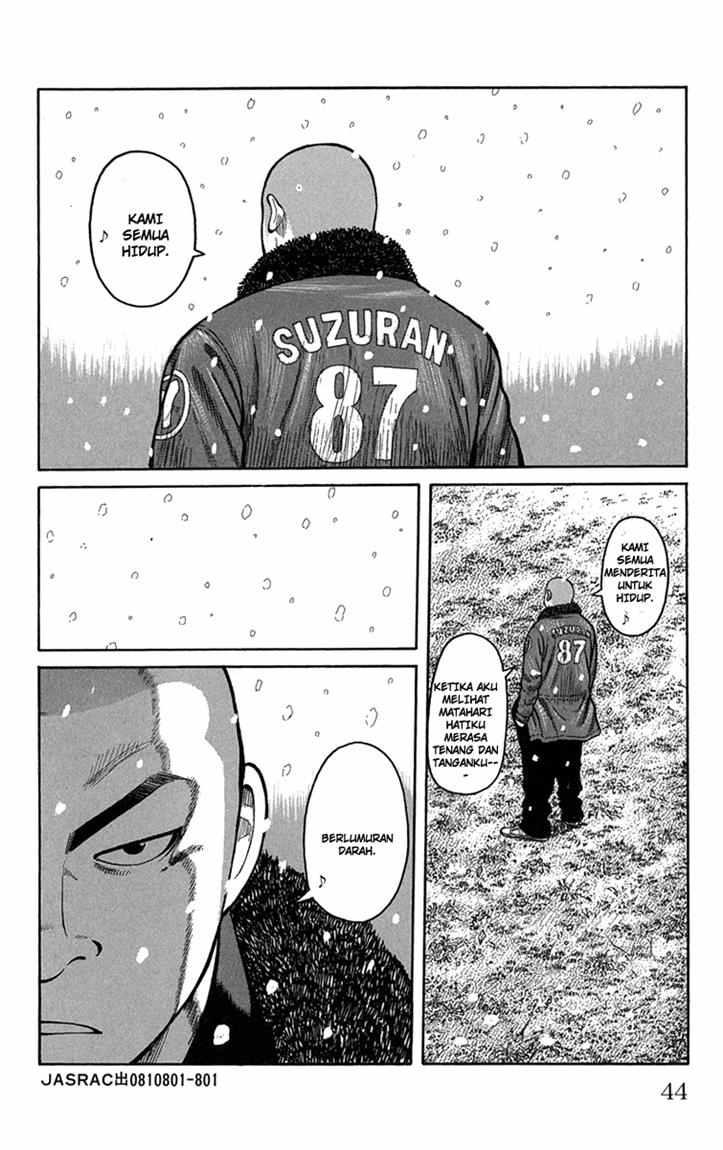 ♪ KAMI
SEMUA
HIDUP.
SUZURAN
87
KAMI
SEMUA
MENDERITA
UNTUK
HIDUP.
♪
SUZURAN
87
KETIKA AKU
MELIHAT
MATAHARI
HATIKU
MERASA
TENANG DAN
TANGANKU--
-
BERLUMURAN
DARAH.
♪
JASRAC出0810801-801
44